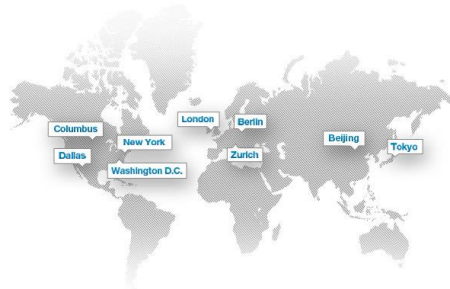 London
Berlin
Columbus
New York
Beijing
Tokyo
Dallas
Zurich
Washington D.C.